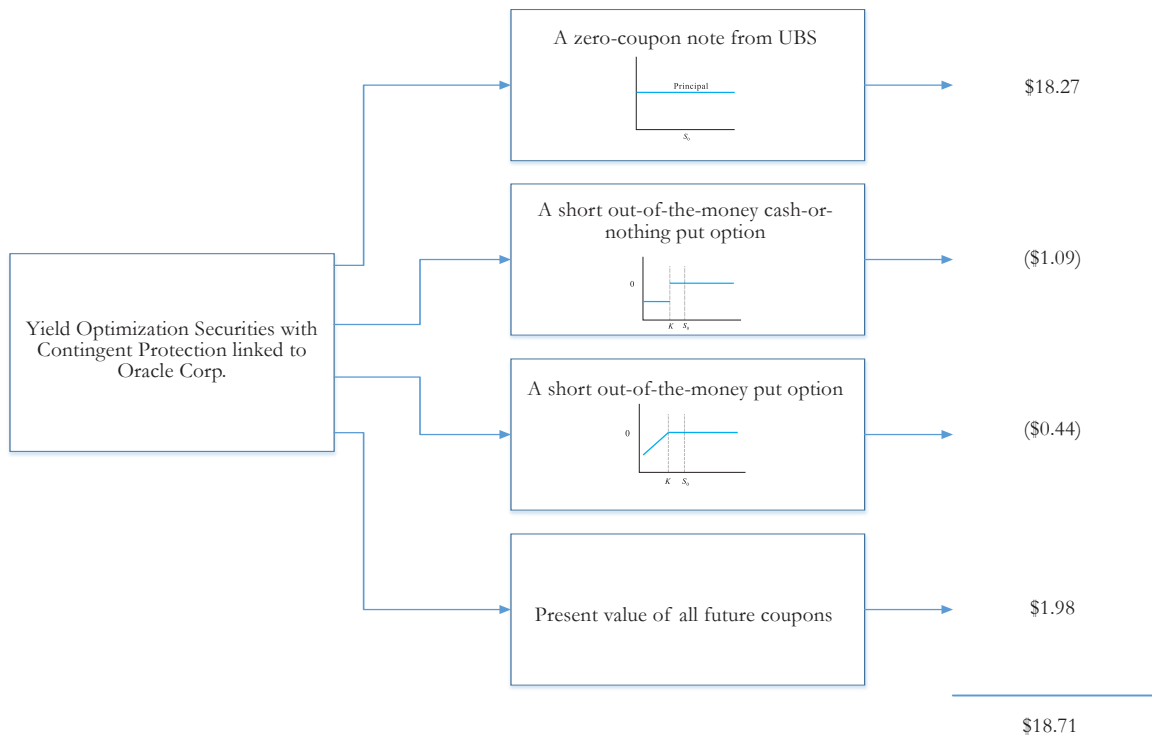 A zero-coupon note from UBS
Principal
S₀
$18.27
A short out-of-the-money cash-or-
nothing put option
0
K S₀
($1.09)
Yield Optimization Securities with
Contingent Protection linked to
Oracle Corp.
A short out-of-the-money put option
0
K S₀
($0.44)
Present value of all future coupons
$1.98
$18.71